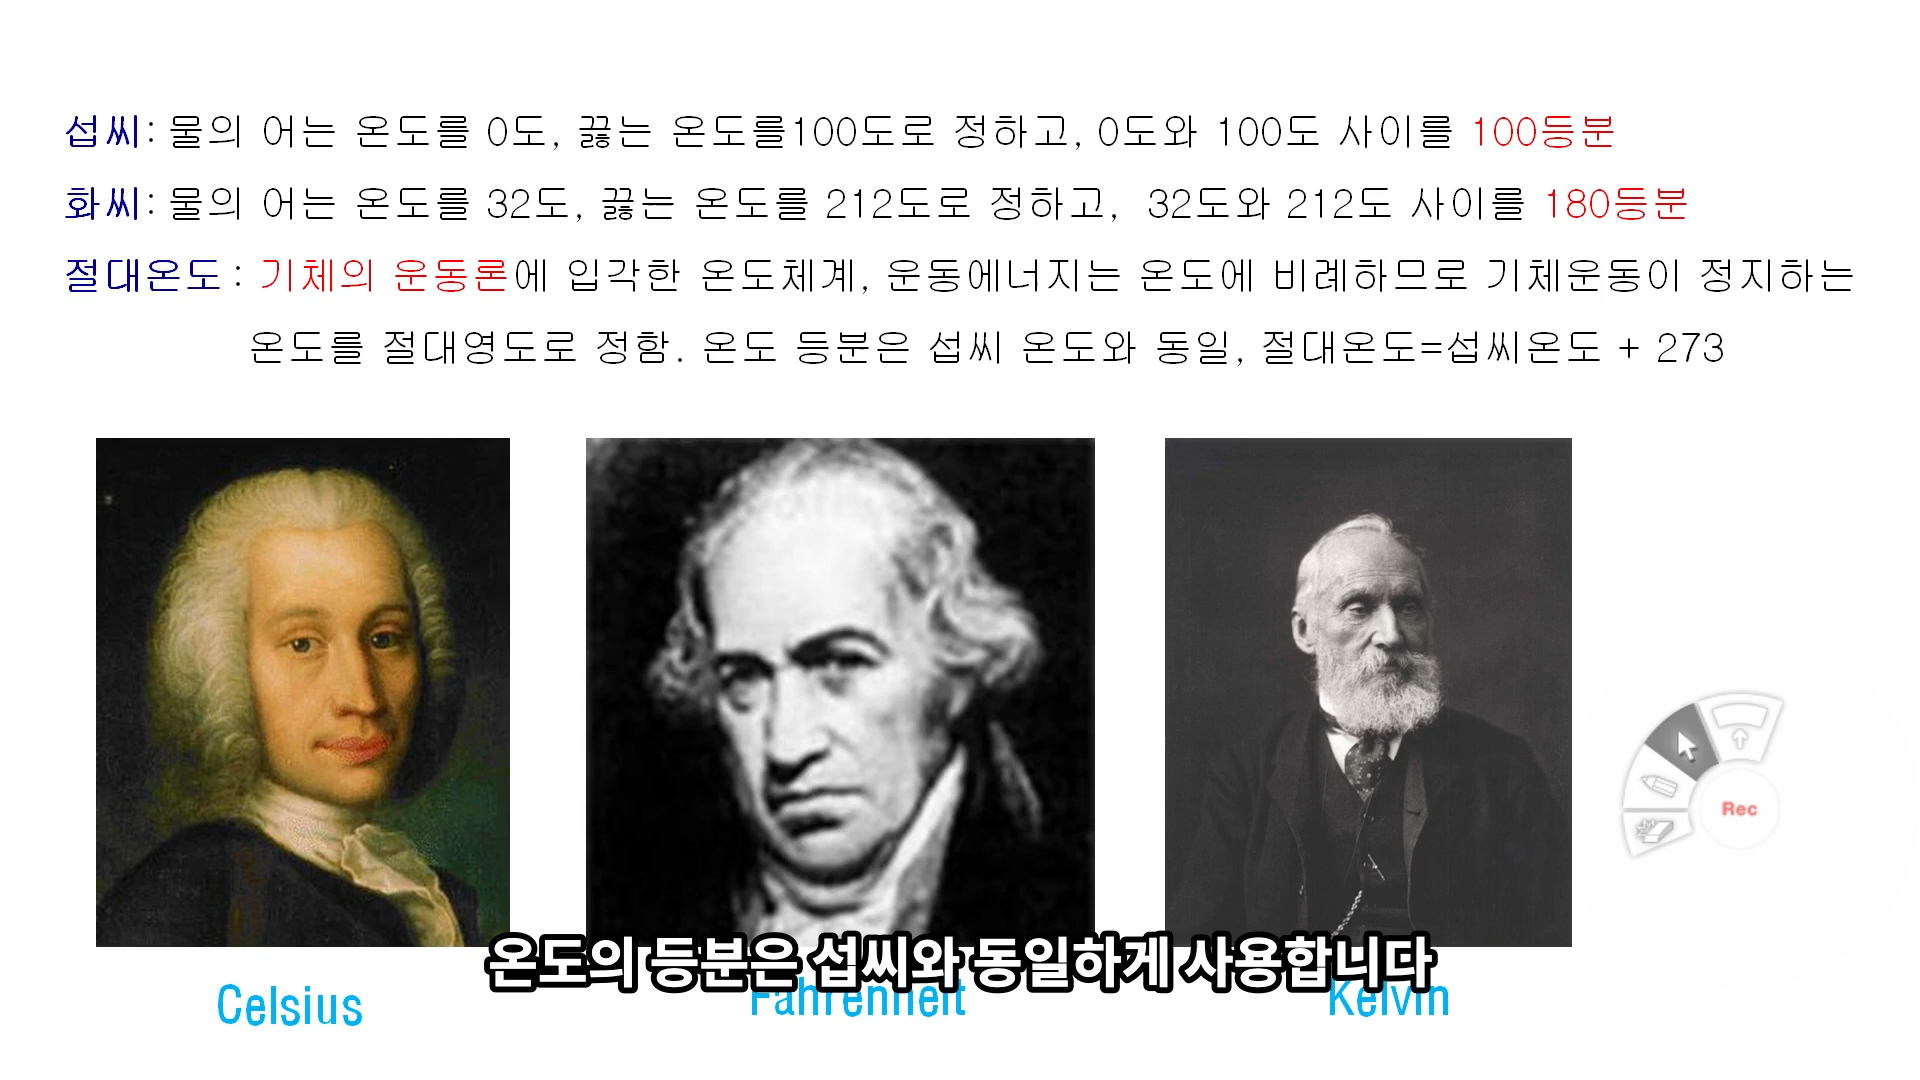 섭씨: 물의 어는 온도를 0도, 끓는 온도를100도로 정하고, 0도와 100도 사이를 100등분
화씨: 물의 어는 온도를 32도, 끓는 온도를 212도로 정하고, 32도와 212도 사이를 180등분
절대온도 : 기체의 운동론에 입각한 온도체계, 운동에너지는 온도에 비례하므로 기체운동이 정지하는
온도를 절대영도로 정함. 온도 등분은 섭씨 온도와 동일, 절대온도=섭씨온도 + 273
Rec
온도의 등분은 섭씨와 동일하게 사용합니다
Celsius
Fahrenheit
Kelvin